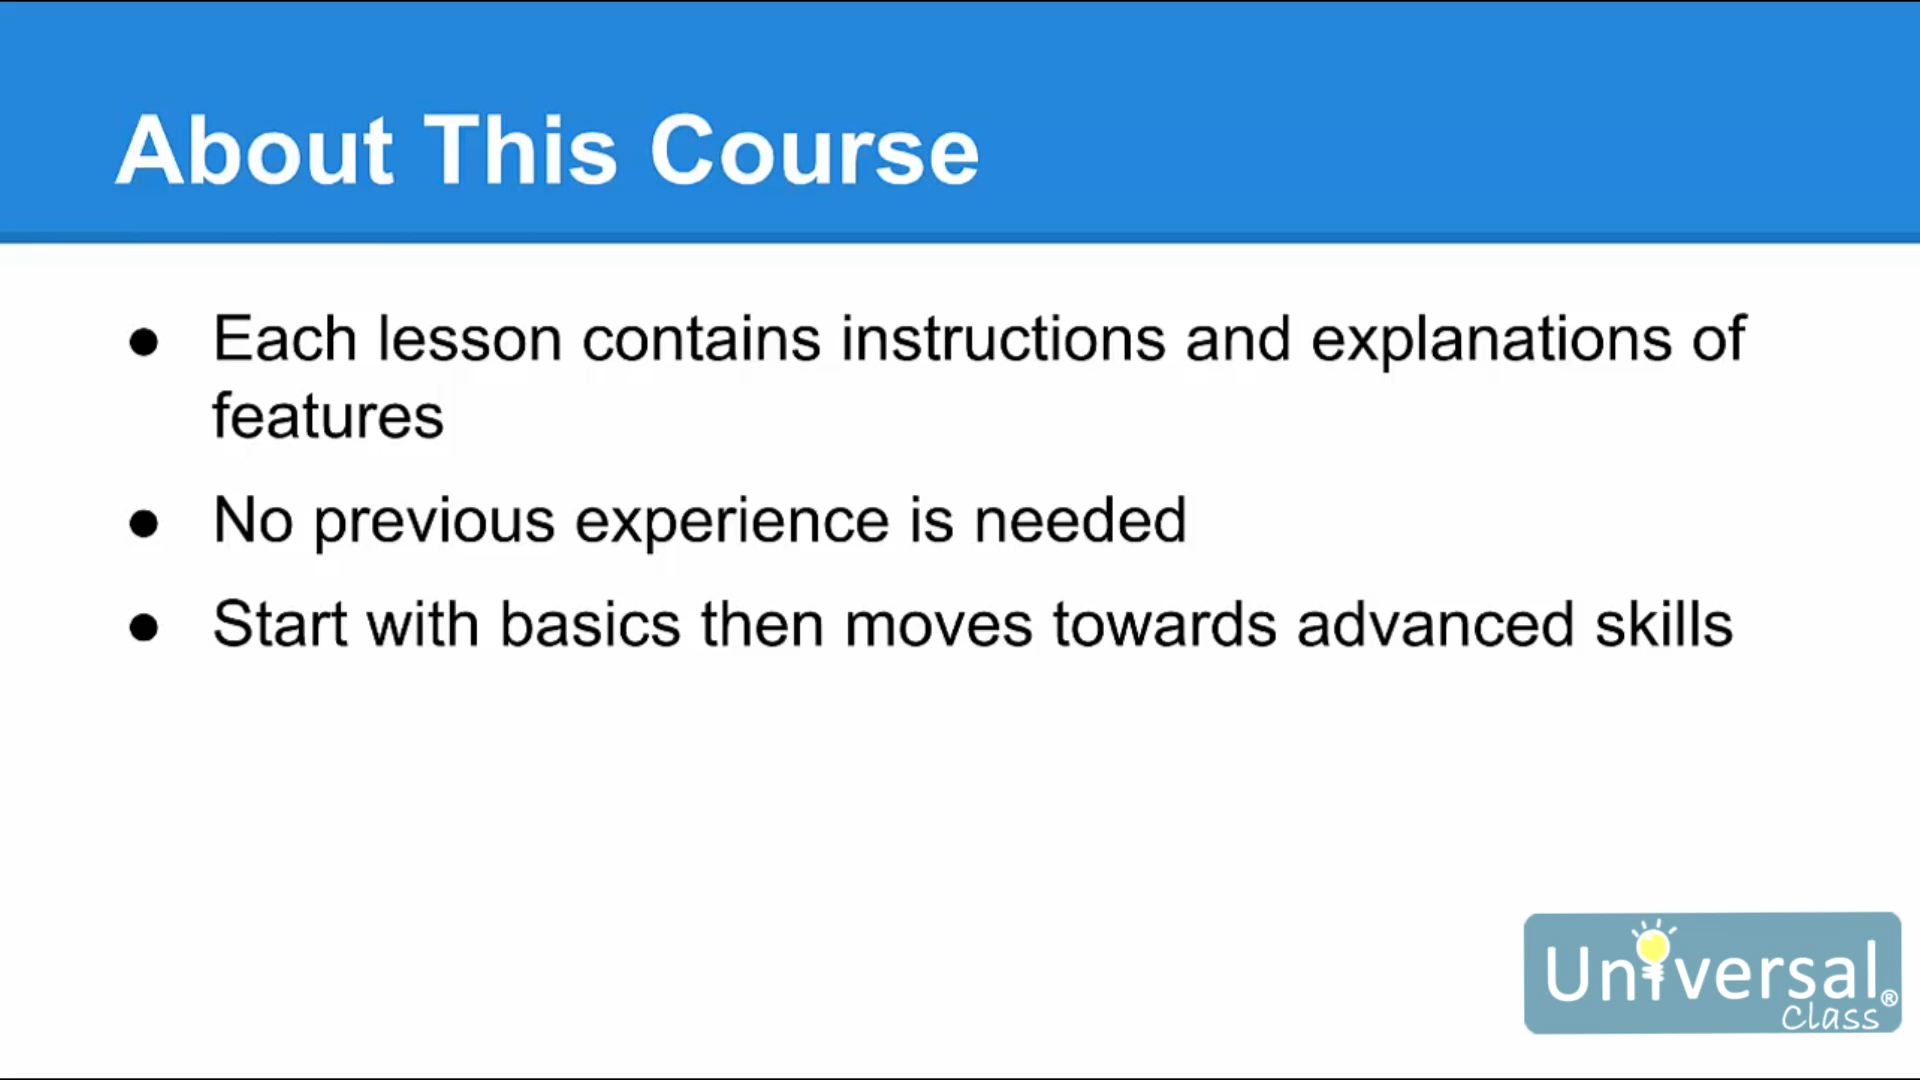 About This Course
● Each lesson contains instructions and explanations of
features
● No previous experience is needed
● Start with basics then moves towards advanced skills
Universal®
Class